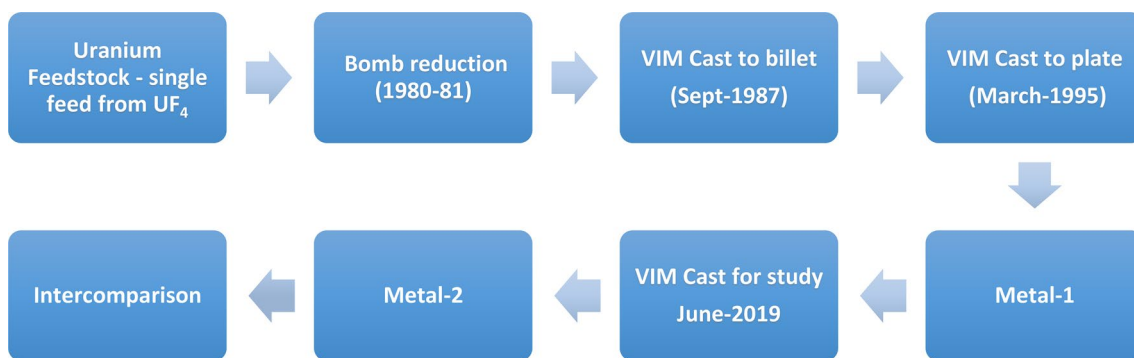 Uranium
Feedstock - single
feed from UF₄
Bomb reduction
(1980-81)
VIM Cast to billet
(Sept-1987)
VIM Cast to plate
(March-1995)
Metal-1
VIM Cast for study
June-2019
Metal-2
Intercomparison